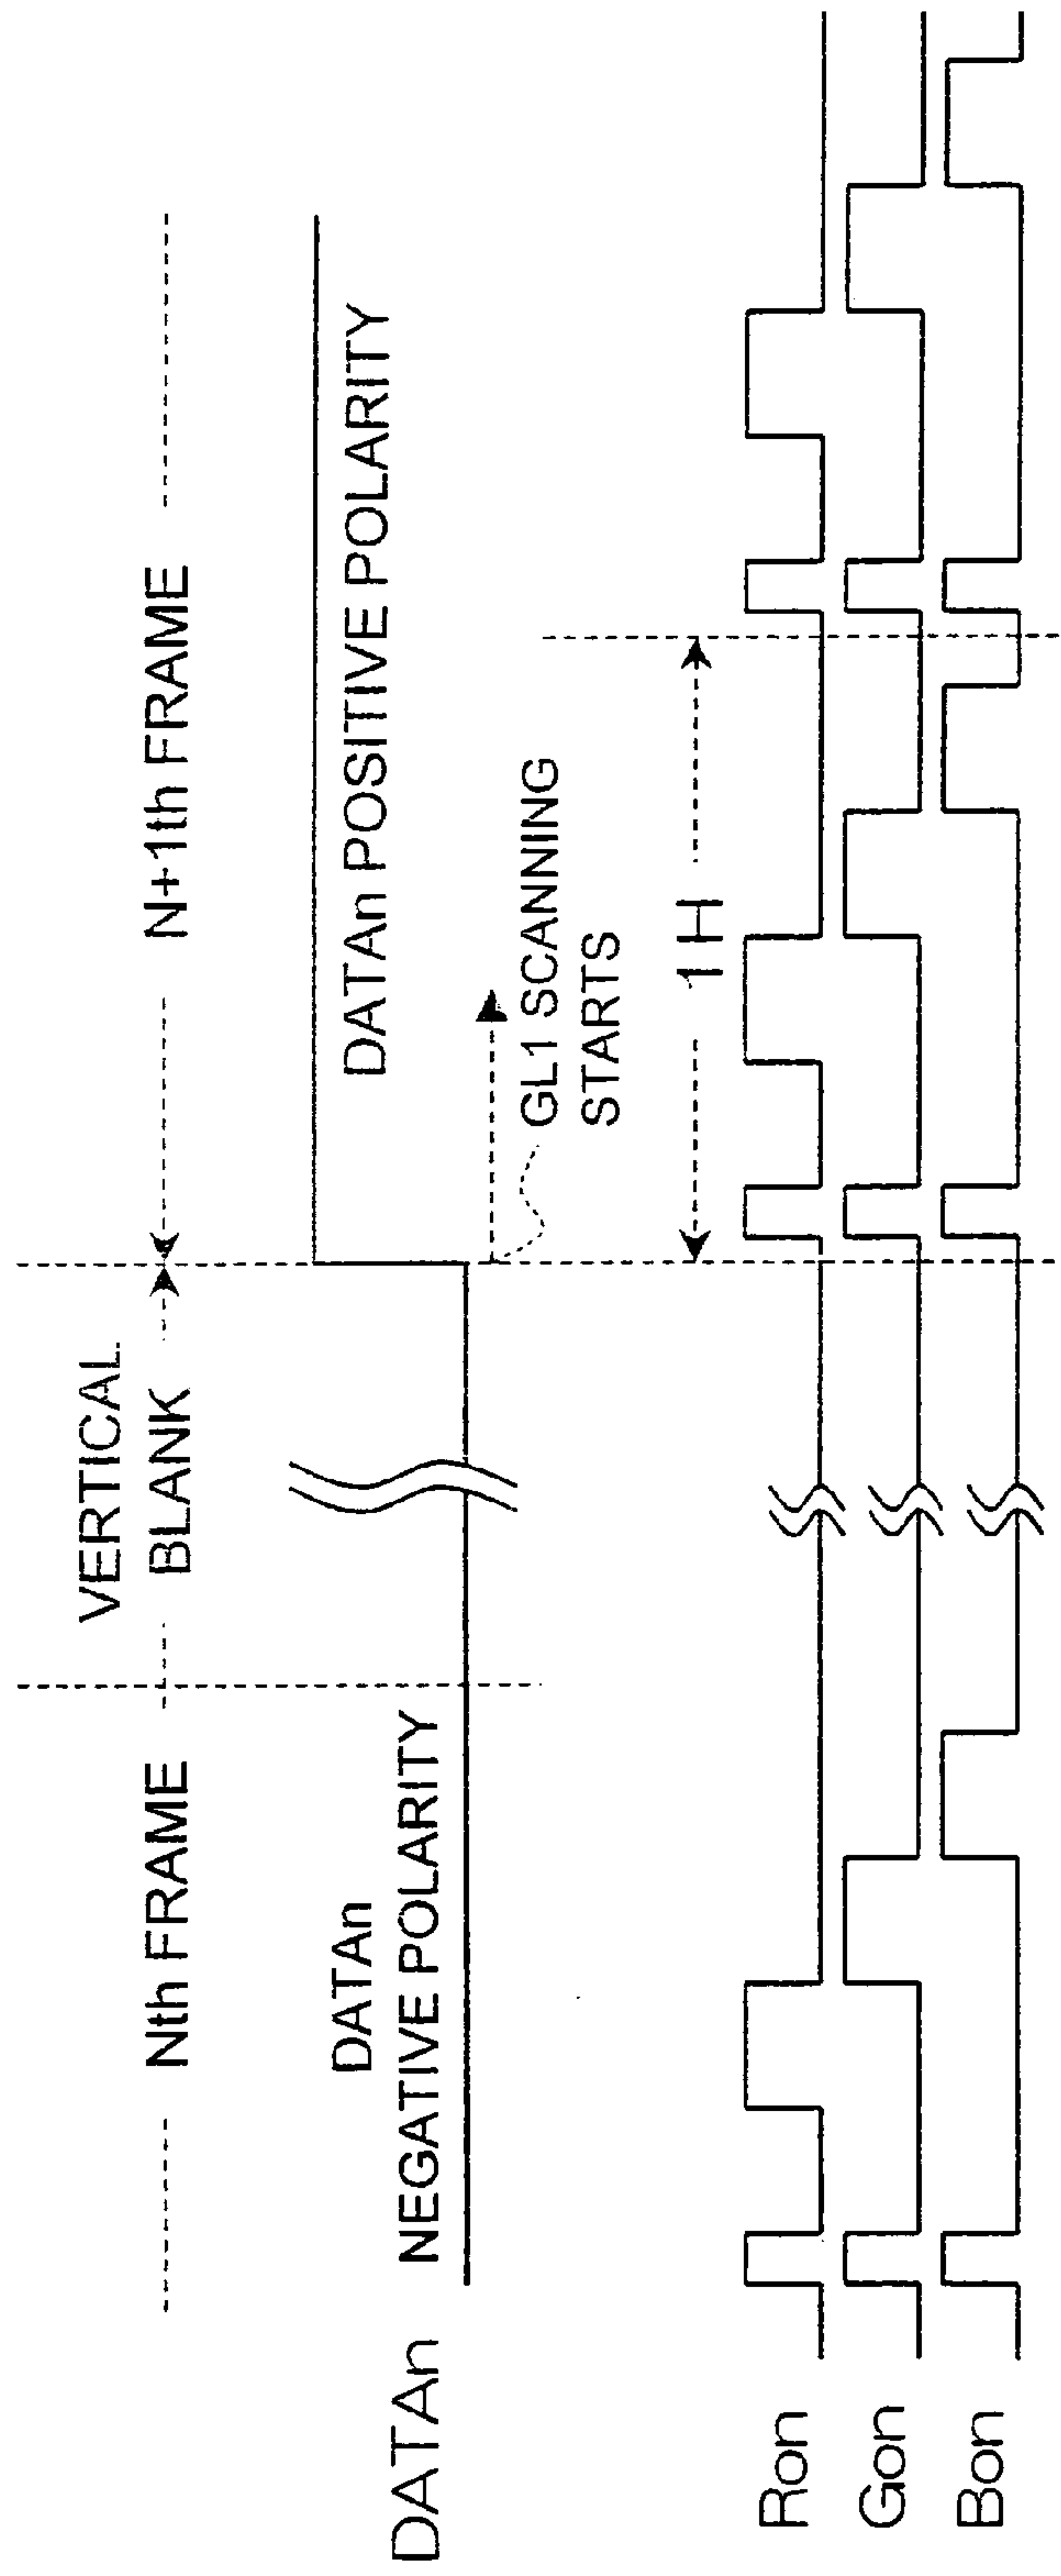 VERTICAL
BLANK
Nth FRAME
N+1th FRAME
DATAn
DATAn
NEGATIVE POLARITY
DATAn POSITIVE POLARITY
GL1 SCANNING
STARTS
1H
Ron
Gon
Bon